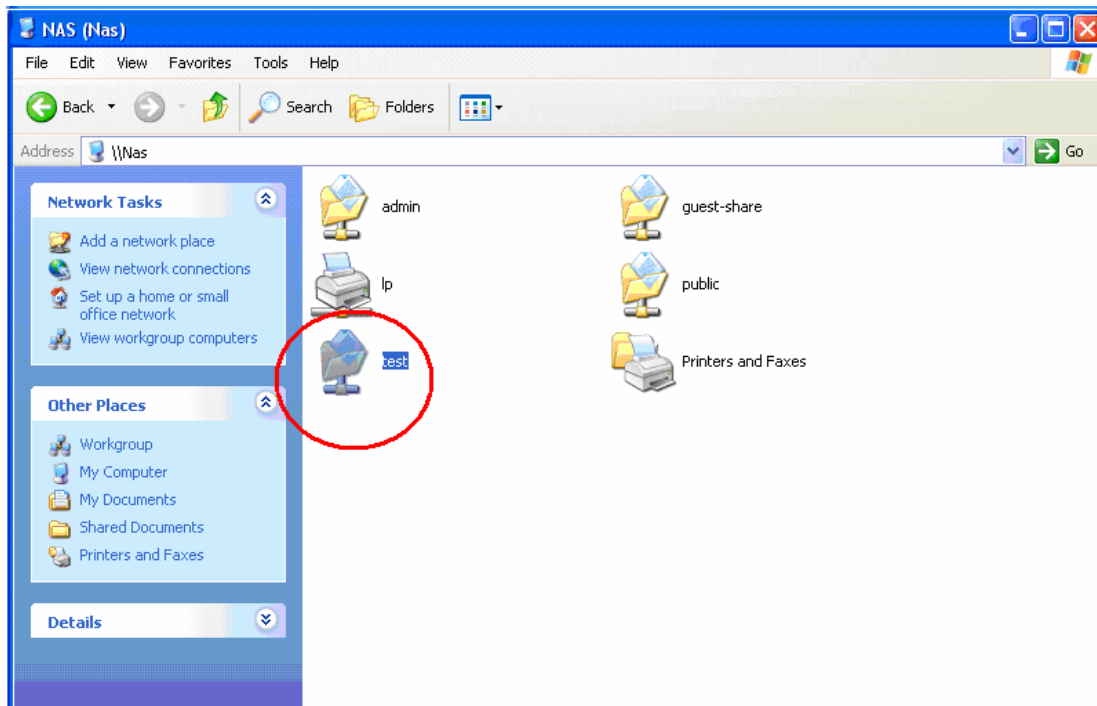 NAS (Nas)
File Edit View Favorites Tools Help
Back Search Folders
Address \\Nas Go
Network Tasks
Add a network place
View network connections
Set up a home or small
office network
View workgroup computers
Other Places
Workgroup
My Computer
My Documents
Shared Documents
Printers and Faxes
Details
admin
guest-share
lp
public
test
Printers and Faxes